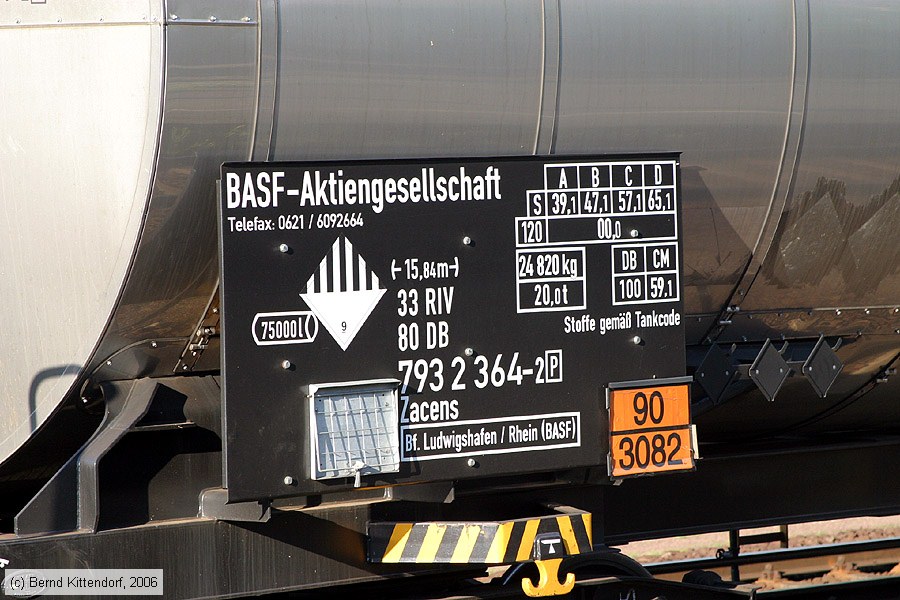 BASF-Aktiengesellschaft
Telefax: 0621 / 6092664
A B C D
S 39,1 47,1 57,1 65,1
120 00,0
24 820 kg
20,0 t
DB CM
100 59,1
Stoffe gemäß Tankcode
75000 l
9
15,84m
33 RIV
80 DB
793 2 364-2 P
Zacens
Bf. Ludwigshafen / Rhein (BASF)
90
3082
(c) Bernd Kittendorf, 2006